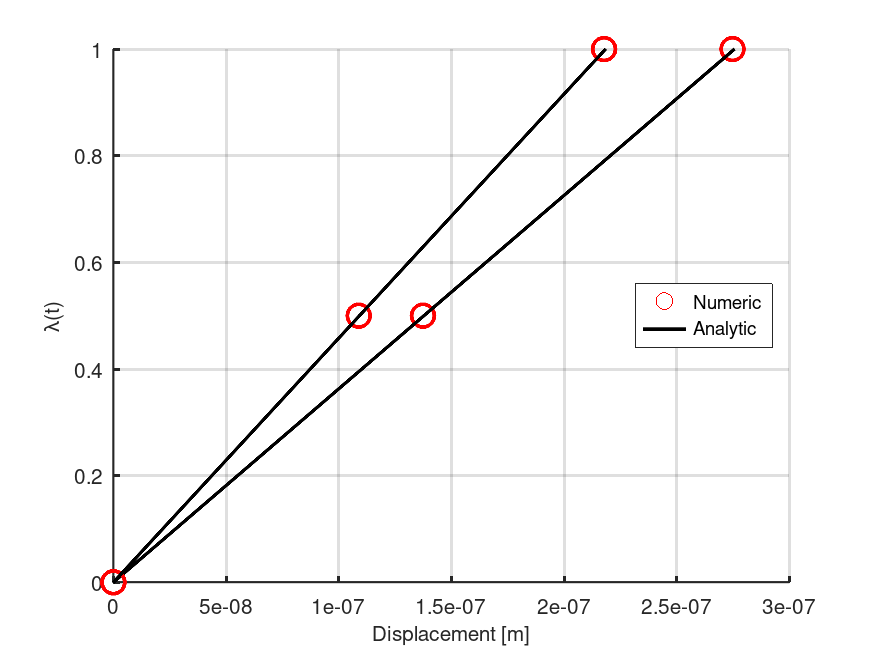 1
0.8
0.6
λ(t)
Numeric
Analytic
0.4
0.2
0
0 5e-08 1e-07 1.5e-07 2e-07 2.5e-07 3e-07
Displacement [m]